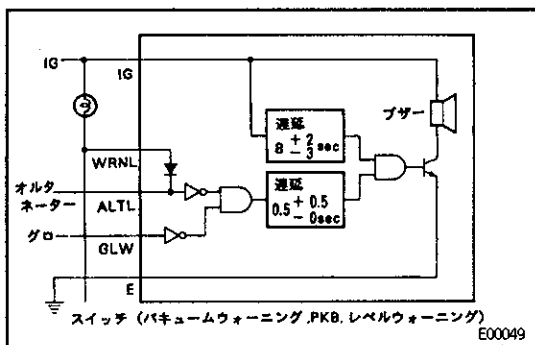 IG
IG
ブザー
遅延
8 + 2 - 3 sec
WRNL
オルタ
ネーター
ALTL
遅延
0.5 + 0.5 - 0 sec
グロ
GLW
E
スイッチ (バキュームウォーニング,PKB,レベルウォーニング)
E00049